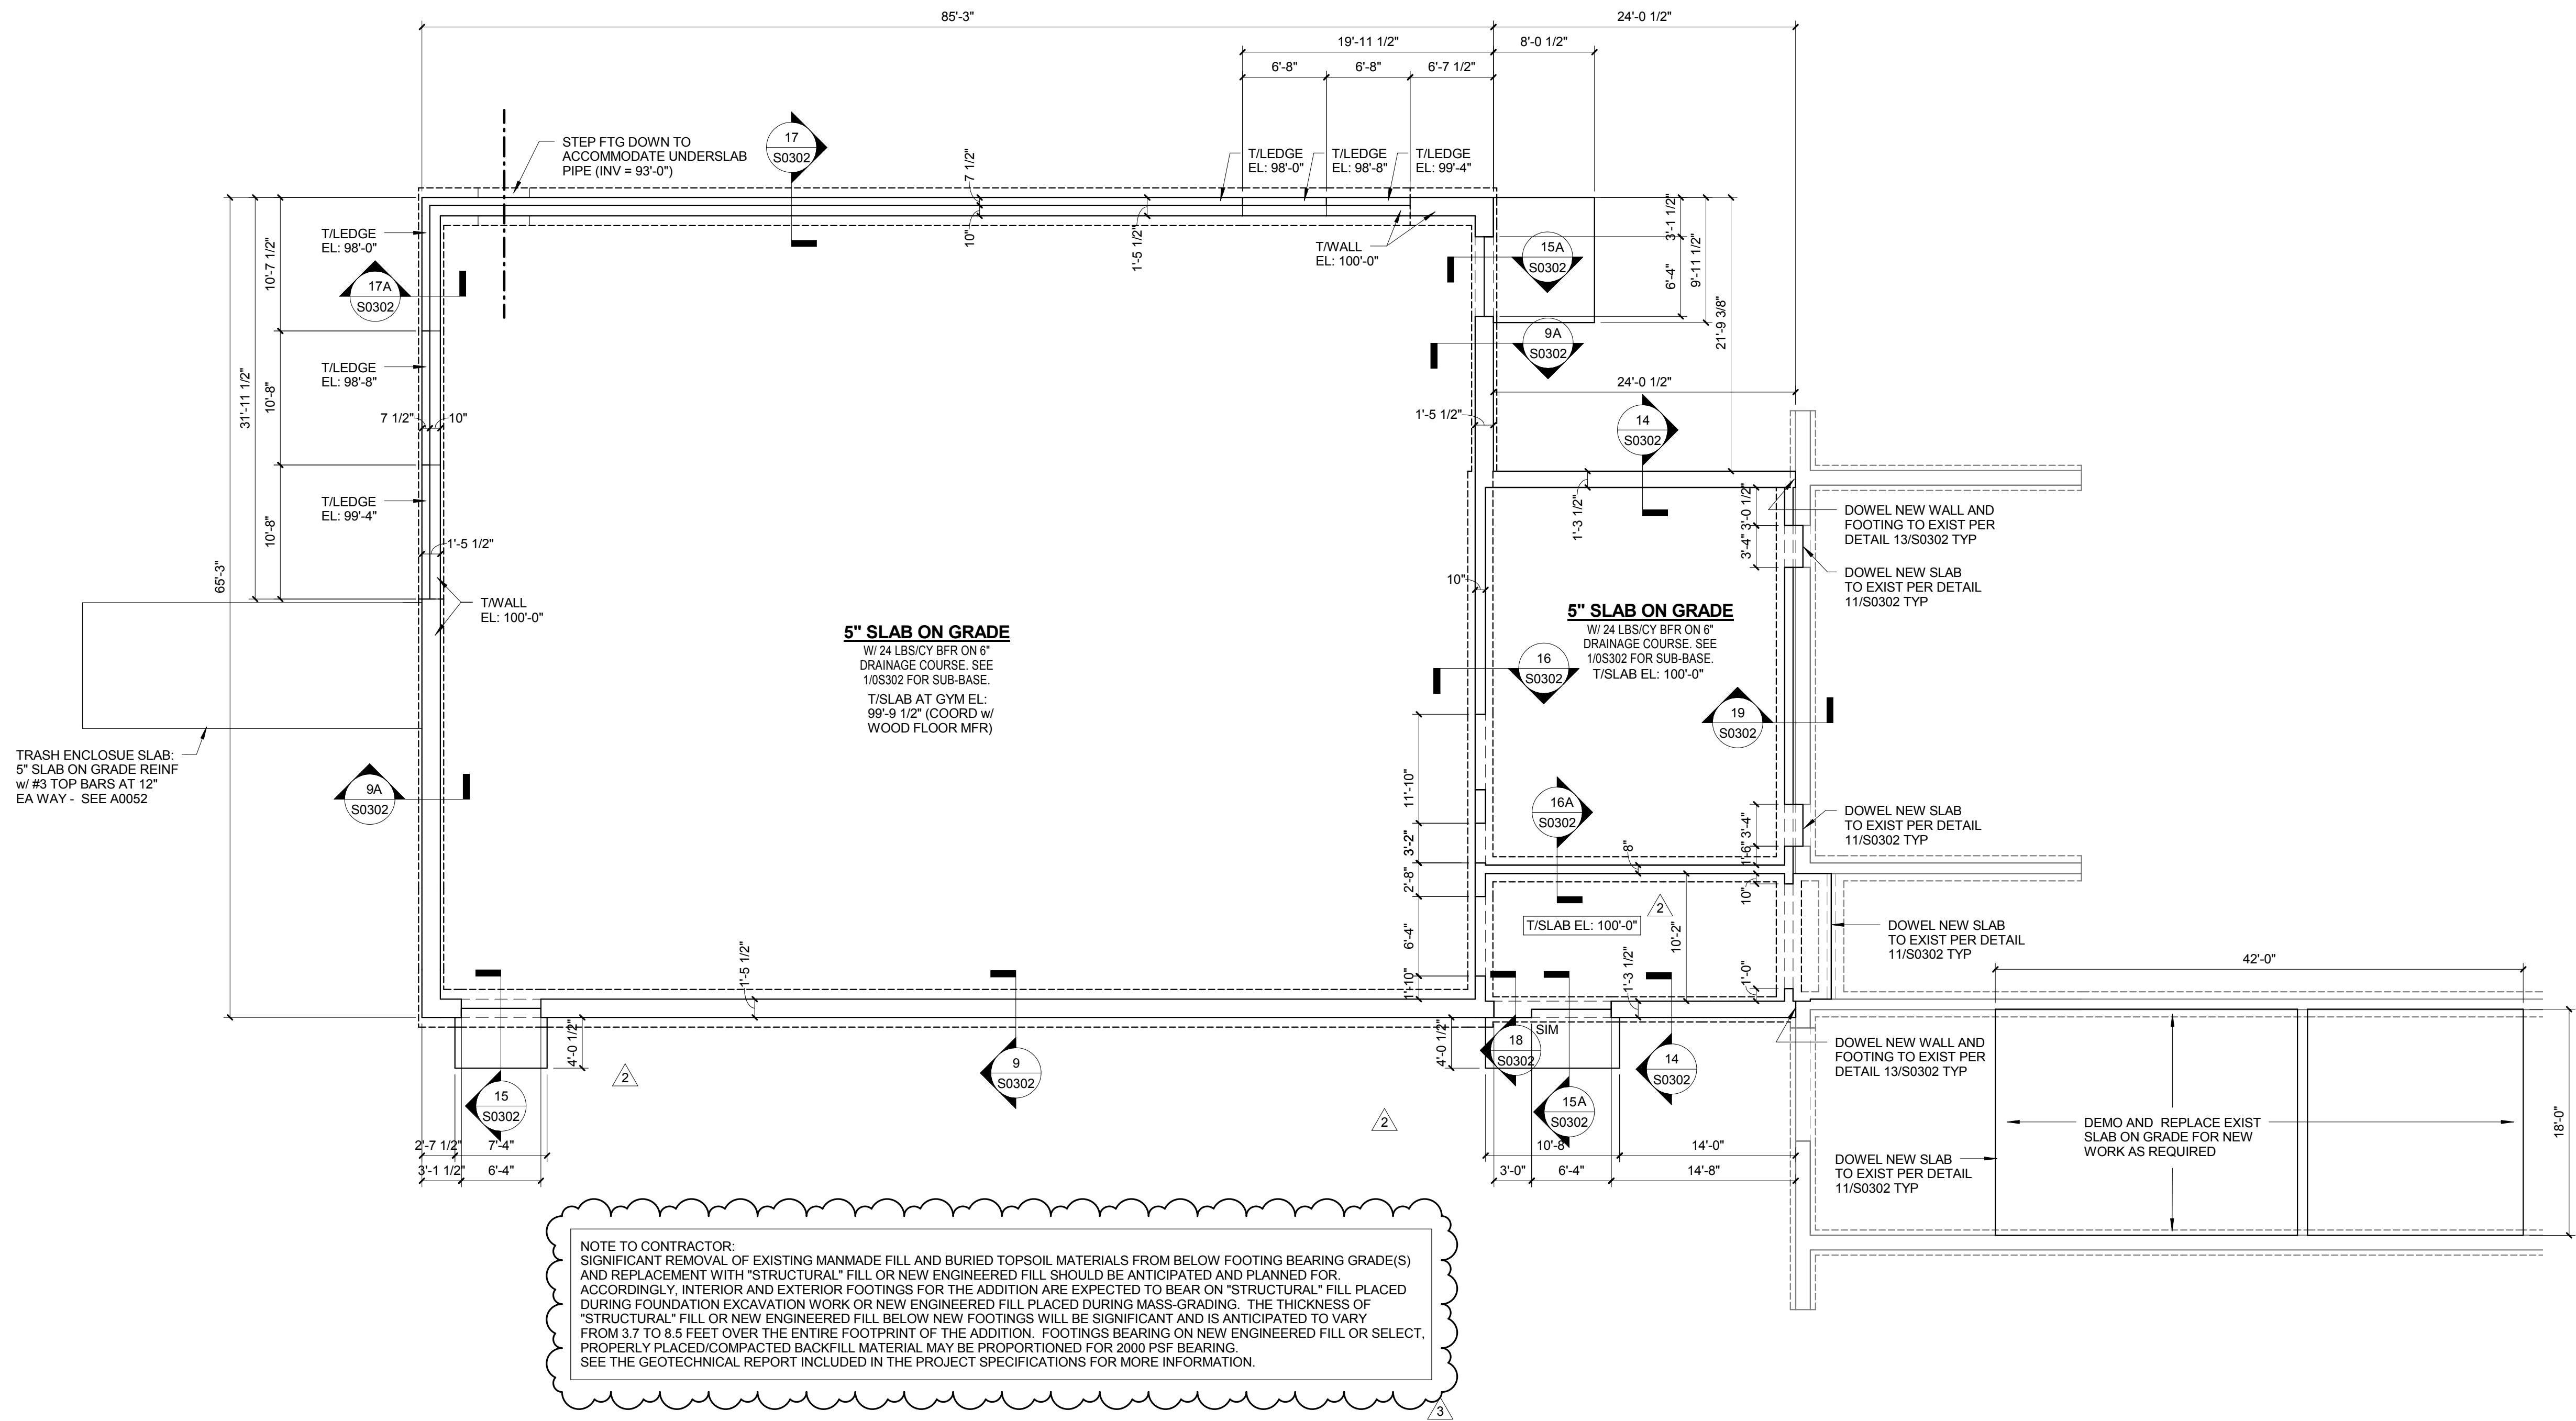 85'-3"
24'-0 1/2"
19'-11 1/2"
8'-0 1/2"
6'-8"
6'-8"
6'-7 1/2"
STEP FTG DOWN TO
ACCOMMODATE UNDERSLAB
PIPE (INV = 93'-0")
17
S0302
7 1/2"
10"
1'-5 1/2"
T/LEDGE
EL: 98'-0"
T/LEDGE
EL: 98'-8"
T/LEDGE
EL: 99'-4"
T/WALL
EL: 100'-0"
15A
S0302
3'-1 1/2"
6'-4"
9'-11 1/2"
21'-9 3/8"
T/LEDGE
EL: 98'-0"
17A
S0302
10'-7 1/2"
31'-11 1/2"
10'-8"
T/LEDGE
EL: 98'-8"
7 1/2"
10"
9A
S0302
24'-0 1/2"
1'-5 1/2"
14
S0302
T/LEDGE
EL: 99'-4"
10'-8"
1'-5 1/2"
65'-3"
T/WALL
EL: 100'-0"
1'-3 1/2"
3'-0 1/2"
3'-4"
DOWEL NEW WALL AND
FOOTING TO EXIST PER
DETAIL 13/S0302 TYP
DOWEL NEW SLAB
TO EXIST PER DETAIL
11/S0302 TYP
10"
5" SLAB ON GRADE
W/ 24 LBS/CY BFR ON 6"
DRAINAGE COURSE. SEE
1/0S302 FOR SUB-BASE.
T/SLAB AT GYM EL:
99'-9 1/2" (COORD w/
WOOD FLOOR MFR)
5" SLAB ON GRADE
W/ 24 LBS/CY BFR ON 6"
DRAINAGE COURSE. SEE
1/0S302 FOR SUB-BASE.
T/SLAB EL: 100'-0"
16
S0302
19
S0302
TRASH ENCLOSUE SLAB:
5" SLAB ON GRADE REINF
w/ #3 TOP BARS AT 12"
EA WAY -  SEE A0052
9A
S0302
11'-10"
3'-2"
2'-8"
6'-4"
1'-10"
16A
S0302
8"
3'-4"
1'-6"
10"
DOWEL NEW SLAB
TO EXIST PER DETAIL
11/S0302 TYP
2
T/SLAB EL: 100'-0"
10'-2"
1'-3 1/2"
1'-0"
DOWEL NEW SLAB
TO EXIST PER DETAIL
11/S0302 TYP
42'-0"
1'-5 1/2"
4'-0 1/2"
2
15
S0302
9
S0302
4'-0 1/2"
SIM
18
S0302
15A
S0302
14
S0302
2
DOWEL NEW WALL AND
FOOTING TO EXIST PER
DETAIL 13/S0302 TYP
DEMO AND  REPLACE EXIST
SLAB ON GRADE FOR NEW
WORK AS REQUIRED
18'-0"
DOWEL NEW SLAB
TO EXIST PER DETAIL
11/S0302 TYP
2'-7 1/2"
7'-4"
3'-1 1/2"
6'-4"
10'-8"
14'-0"
3'-0"
6'-4"
14'-8"
NOTE TO CONTRACTOR:
SIGNIFICANT REMOVAL OF EXISTING MANMADE FILL AND BURIED TOPSOIL MATERIALS FROM BELOW FOOTING BEARING GRADE(S)
AND REPLACEMENT WITH "STRUCTURAL" FILL OR NEW ENGINEERED FILL SHOULD BE ANTICIPATED AND PLANNED FOR.
ACCORDINGLY, INTERIOR AND EXTERIOR FOOTINGS FOR THE ADDITION ARE EXPECTED TO BEAR ON "STRUCTURAL" FILL PLACED
DURING FOUNDATION EXCAVATION WORK OR NEW ENGINEERED FILL PLACED DURING MASS-GRADING.  THE THICKNESS OF
"STRUCTURAL" FILL OR NEW ENGINEERED FILL BELOW NEW FOOTINGS WILL BE SIGNIFICANT AND IS ANTICIPATED TO VARY
FROM 3.7 TO 8.5 FEET OVER THE ENTIRE FOOTPRINT OF THE ADDITION.  FOOTINGS BEARING ON NEW ENGINEERED FILL OR SELECT,
PROPERLY PLACED/COMPACTED BACKFILL MATERIAL MAY BE PROPORTIONED FOR 2000 PSF BEARING.
SEE THE GEOTECHNICAL REPORT INCLUDED IN THE PROJECT SPECIFICATIONS FOR MORE INFORMATION.
3